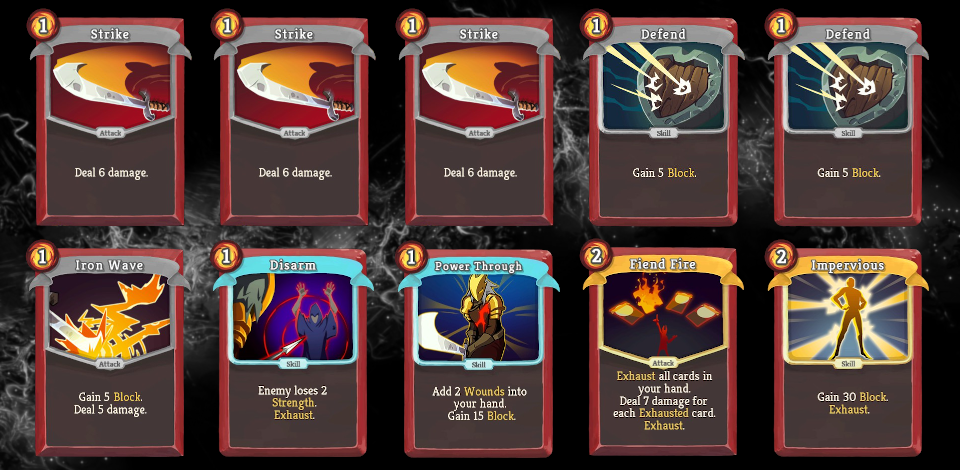 1
Strike
Attack
Deal 6 damage.
1
Strike
Attack
Deal 6 damage.
1
Strike
Attack
Deal 6 damage.
1
Defend
Skill
Gain 5 Block.
1
Defend
Skill
Gain 5 Block.
1
Iron Wave
Attack
Gain 5 Block.
Deal 5 damage.
1
Disarm
Skill
Enemy loses 2
Strength.
Exhaust.
1
Power Through
Skill
Add 2 Wounds into
your hand.
Gain 15 Block.
2
Fiend Fire
Attack
Exhaust all cards in
your hand.
Deal 7 damage for
each Exhausted card.
Exhaust.
2
Impervious
Skill
Gain 30 Block.
Exhaust.